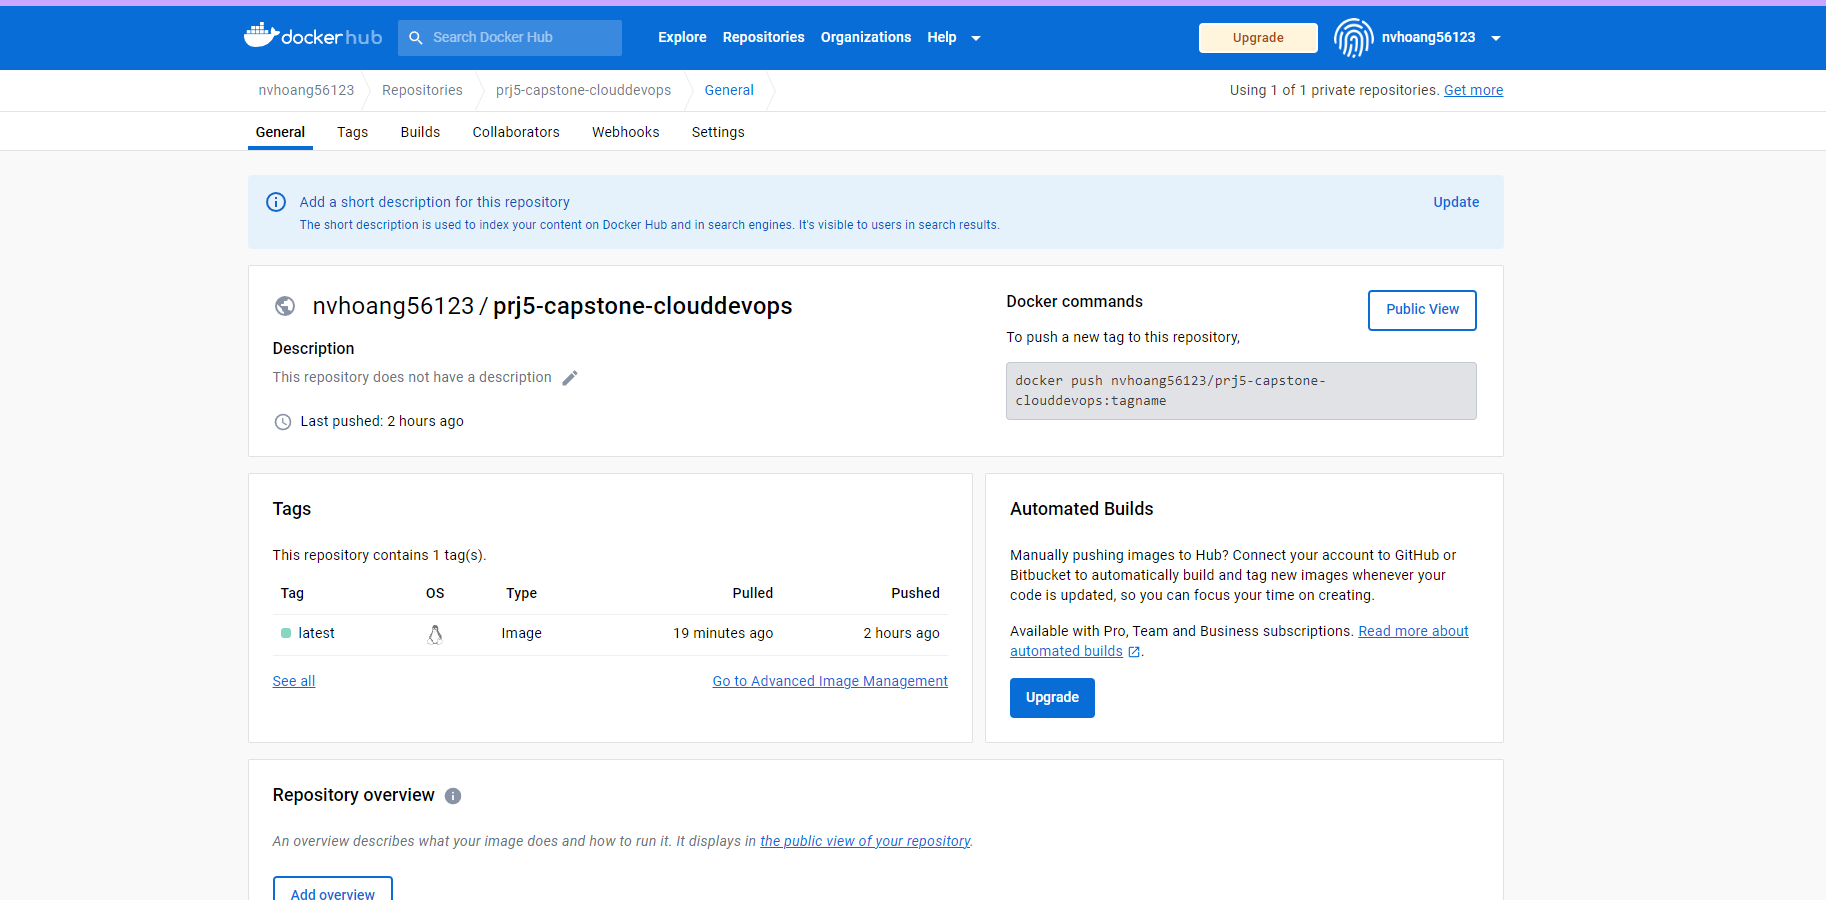 docker hub
Search Docker Hub
Explore
Repositories
Organizations
Help
Upgrade
nvhoang56123
nvhoang56123
Repositories
prj5-capstone-clouddevops
General
Using 1 of 1 private repositories. Get more
General
Tags
Builds
Collaborators
Webhooks
Settings
Add a short description for this repository
Update
The short description is used to index your content on Docker Hub and in search engines. It's visible to users in search results.
nvhoang56123 / prj5-capstone-clouddevops
Description
This repository does not have a description
Last pushed: 2 hours ago
Docker commands
Public View
To push a new tag to this repository,
docker push nvhoang56123/prj5-capstone-
clouddevops:tagname
Tags
This repository contains 1 tag(s).
Tag
OS
Type
Pulled
Pushed
latest
Image
19 minutes ago
2 hours ago
See all
Go to Advanced Image Management
Automated Builds
Manually pushing images to Hub? Connect your account to GitHub or
Bitbucket to automatically build and tag new images whenever your
code is updated, so you can focus your time on creating.
Available with Pro, Team and Business subscriptions. Read more about
automated builds.
Upgrade
Repository overview
An overview describes what your image does and how to run it. It displays in the public view of your repository.
Add overview